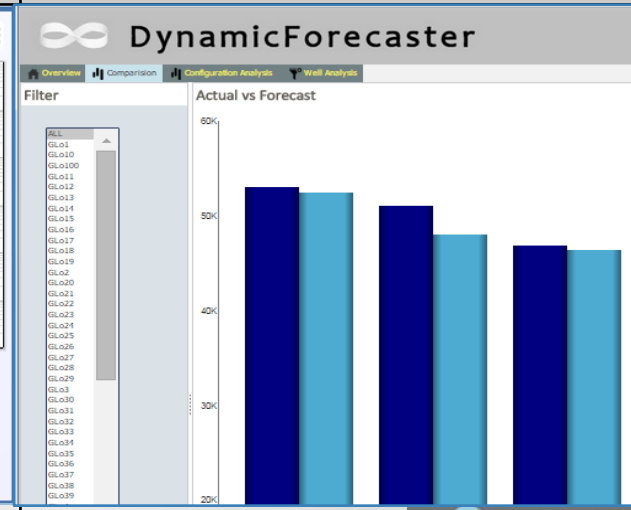 DynamicForecaster
Overview Comparision Configuration Analysis Well Analysis
Filter
Actual vs Forecast
ALL
GLo1
GLo10
GLo100
GLo11
GLo12
GLo13
GLo14
GLo15
GLo16
GLo17
GLo18
GLo19
GLo2
GLo20
GLo21
GLo22
GLo23
GLo24
GLo25
GLo26
GLo27
GLo28
GLo29
GLo3
GLo30
GLo31
GLo32
GLo33
GLo34
GLo35
GLo36
GLo37
GLo38
GLo39
60K
50K
40K
30K
20K